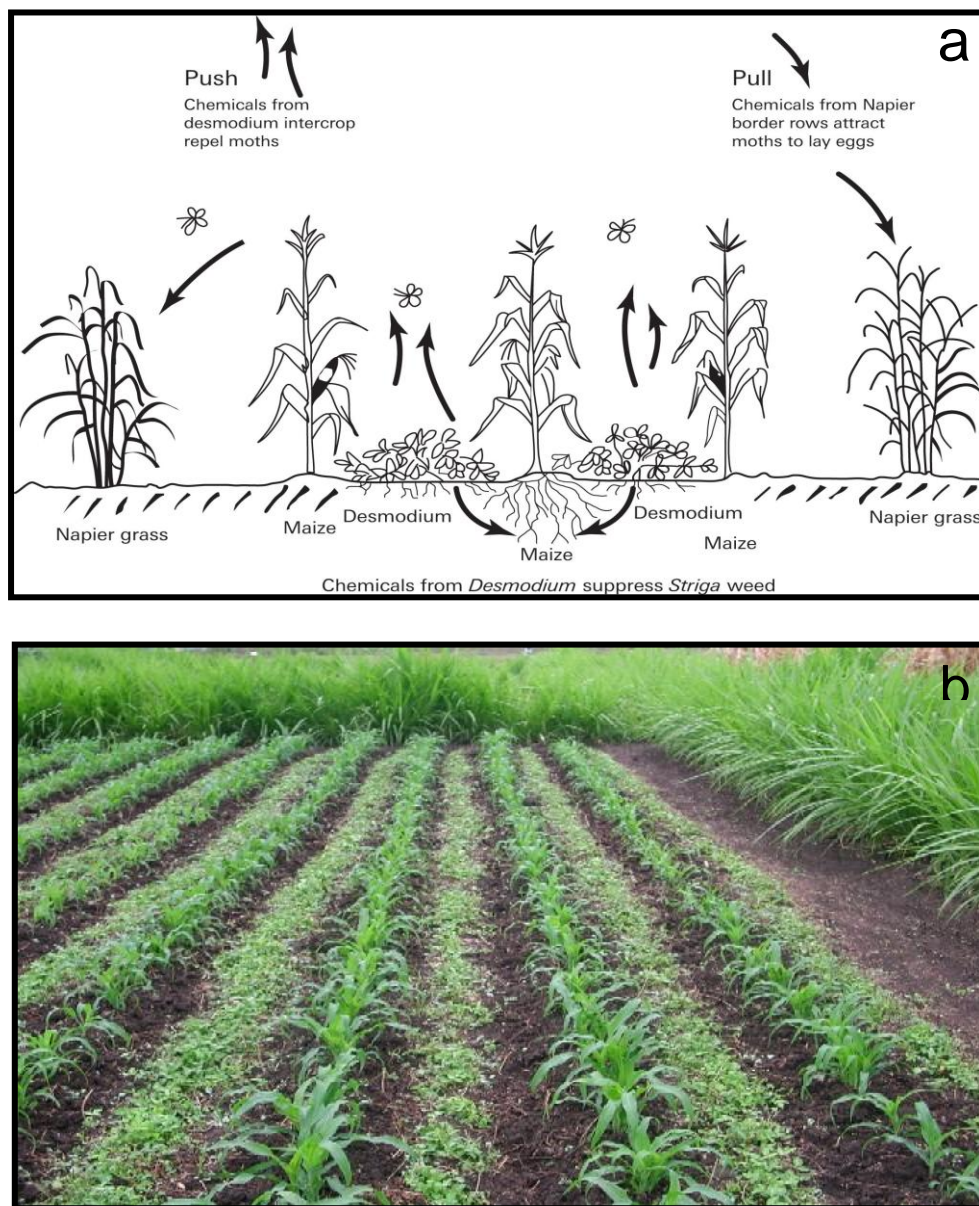 a
Push
Chemicals from
desmodium intercrop
repel moths
Pull
Chemicals from Napier
border rows attract
moths to lay eggs
Napier grass
Maize
Desmodium
Maize
Desmodium
Maize
Napier grass
Chemicals from Desmodium suppress Striga weed
b